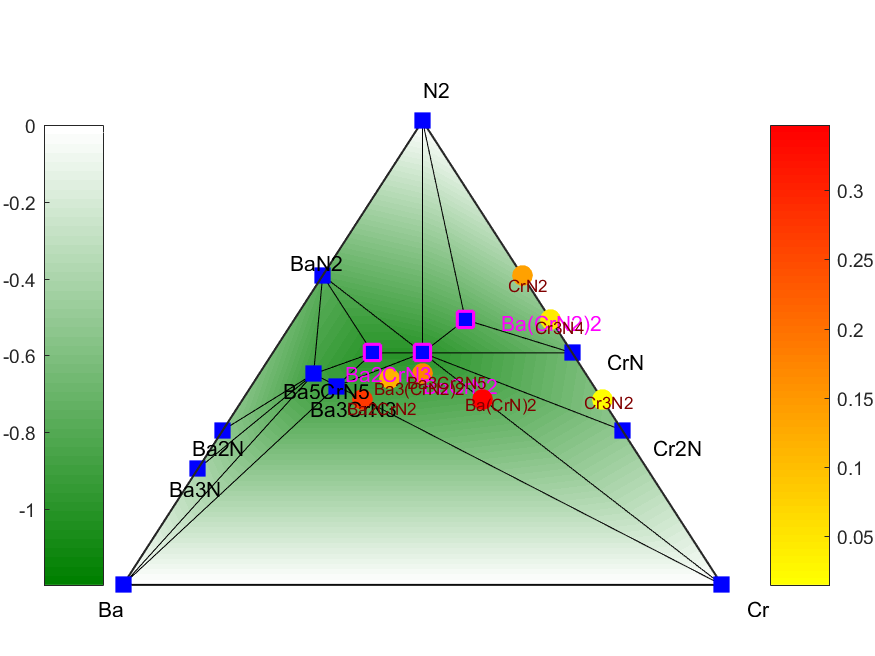 N2
0
-0.2
-0.4
-0.6
-0.8
-1
0.3
0.25
0.2
0.15
0.1
0.05
BaN2
CrN2
Ba(CrN2)2
Cr3N4
CrN
Ba2CrN3
Ba3Cr3N5
Ba3(CrN2)2
Ba5CrN5
Ba3CrN3
Ba(CrN)2
Cr3N2
Ba2N
Cr2N
Ba3N
Ba
Cr